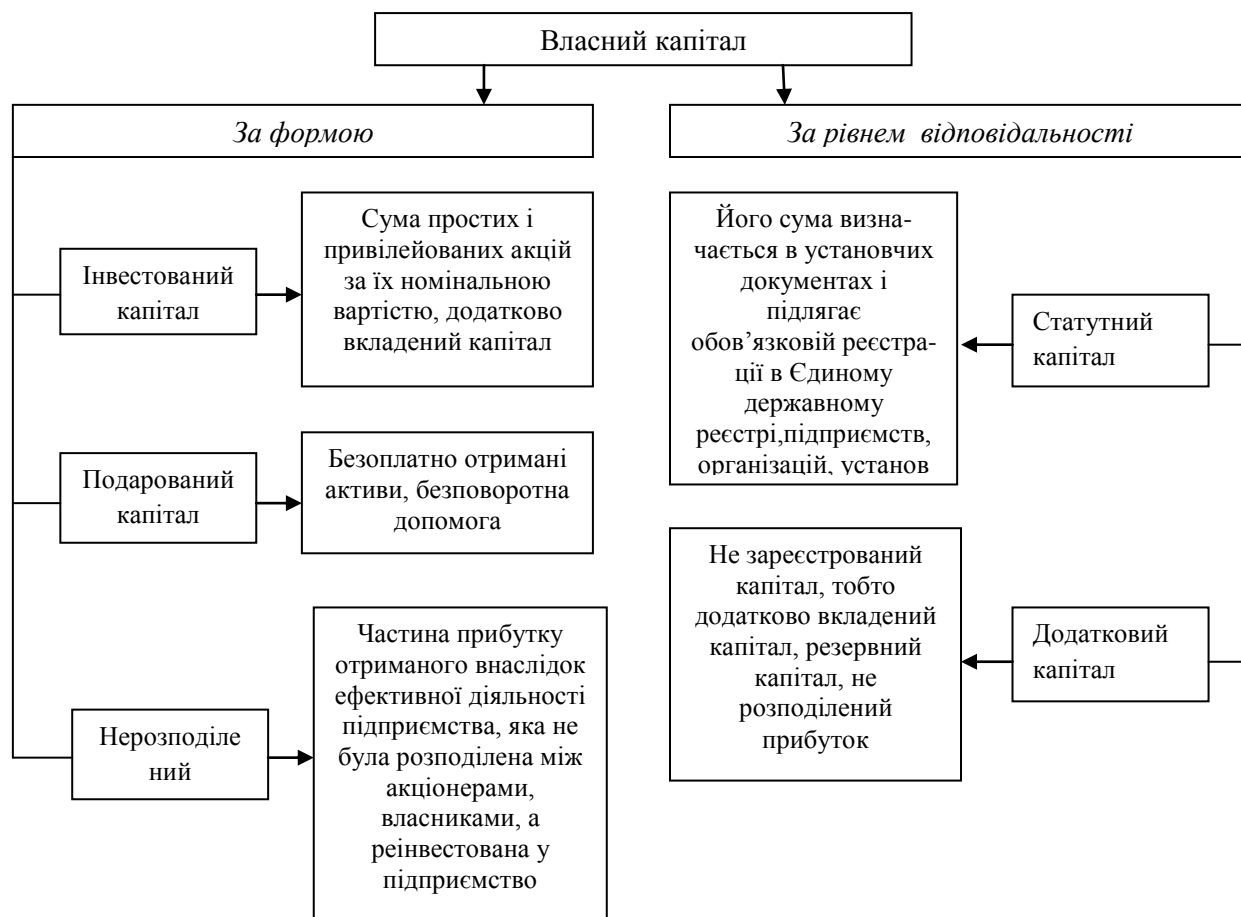 Власний капітал
За формою
Інвестований
капітал
Сума простих і
привілейованих акцій
за їх номінальною
вартістю, додатково
вкладений капітал
Подарований
капітал
Безоплатно отримані
активи, безповоротна
допомога
Нерозподіле
ний
Частина прибутку
отриманого внаслідок
ефективної діяльності
підприємства, яка не
була розподілена між
акціонерами,
власниками, а
реінвестована у
підприємство
За рівнем відповідальності
Його сума визна-
чається в установчих
документах і
підлягає
обов’язковій реєстра-
ції в Єдиному
державному
реєстрі,підприємств,
організацій, установ
Статутний
капітал
Не зареєстрований
капітал, тобто
додатково вкладений
капітал, резервний
капітал, не
розподілений
прибуток
Додатковий
капітал